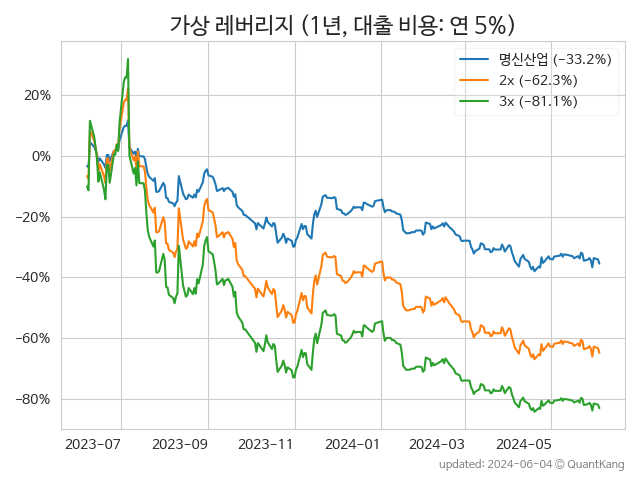 가상 레버리지 (1년, 대출 비용: 연 5%)
명신산업 (−33.2%)
2x (−62.3%)
3x (−81.1%)
20%
0%
−20%
−40%
−60%
−80%
2023−07 2023−09 2023−11 2024−01 2024−03 2024−05
updated: 2024-06-04 © QuantKang